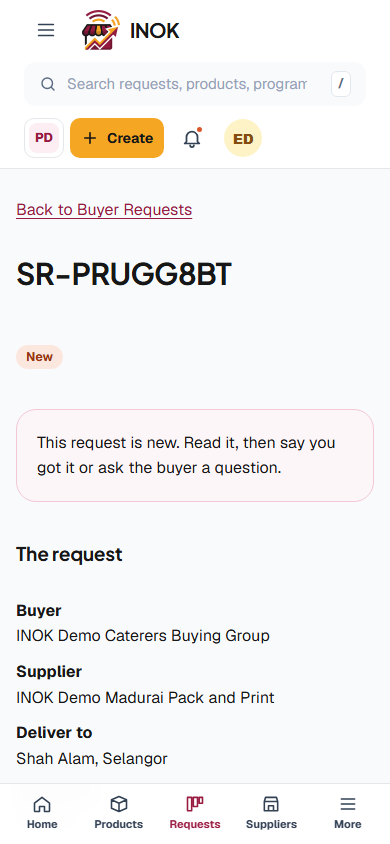 INOK
Search requests, products, program
/
PD
+ Create
ED
Back to Buyer Requests
SR-PRUGG8BT
New
This request is new. Read it, then say you
got it or ask the buyer a question.
The request
Buyer
INOK Demo Caterers Buying Group
Supplier
INOK Demo Madurai Pack and Print
Deliver to
Shah Alam, Selangor
Home
Products
Requests
Suppliers
More